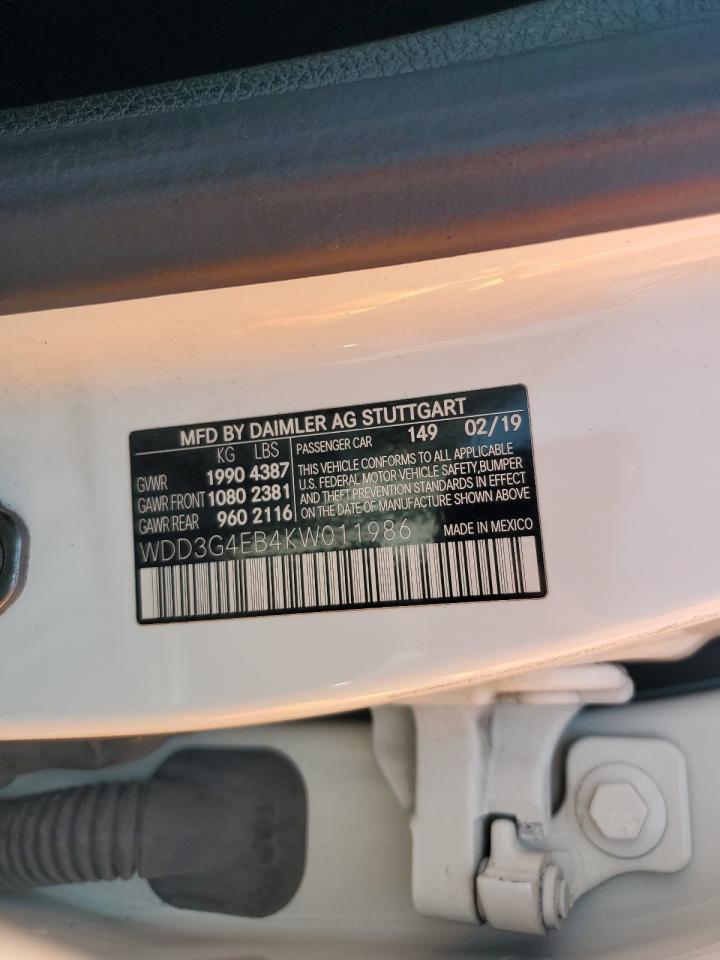 MFD BY DAIMLER AG STUTTGART
KG LBS
GVWR 1990 4387
GAWR FRONT 1080 2381
GAWR REAR 960 2116
PASSENGER CAR 149 02/19
THIS VEHICLE CONFORMS TO ALL APPLICABLE
U.S. FEDERAL MOTOR VEHICLE SAFETY,BUMPER
AND THEFT PREVENTION STANDARDS IN EFFECT
ON THE DATE OF MANUFACTURE SHOWN ABOVE
WDD3G4EB4KW011986 MADE IN MEXICO